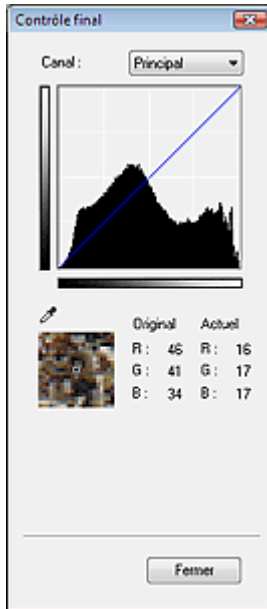 Contrôle final
Canal : Principal
Original Actuel
R : 46 R : 16
G : 41 G : 17
B : 34 B : 17
Fermer